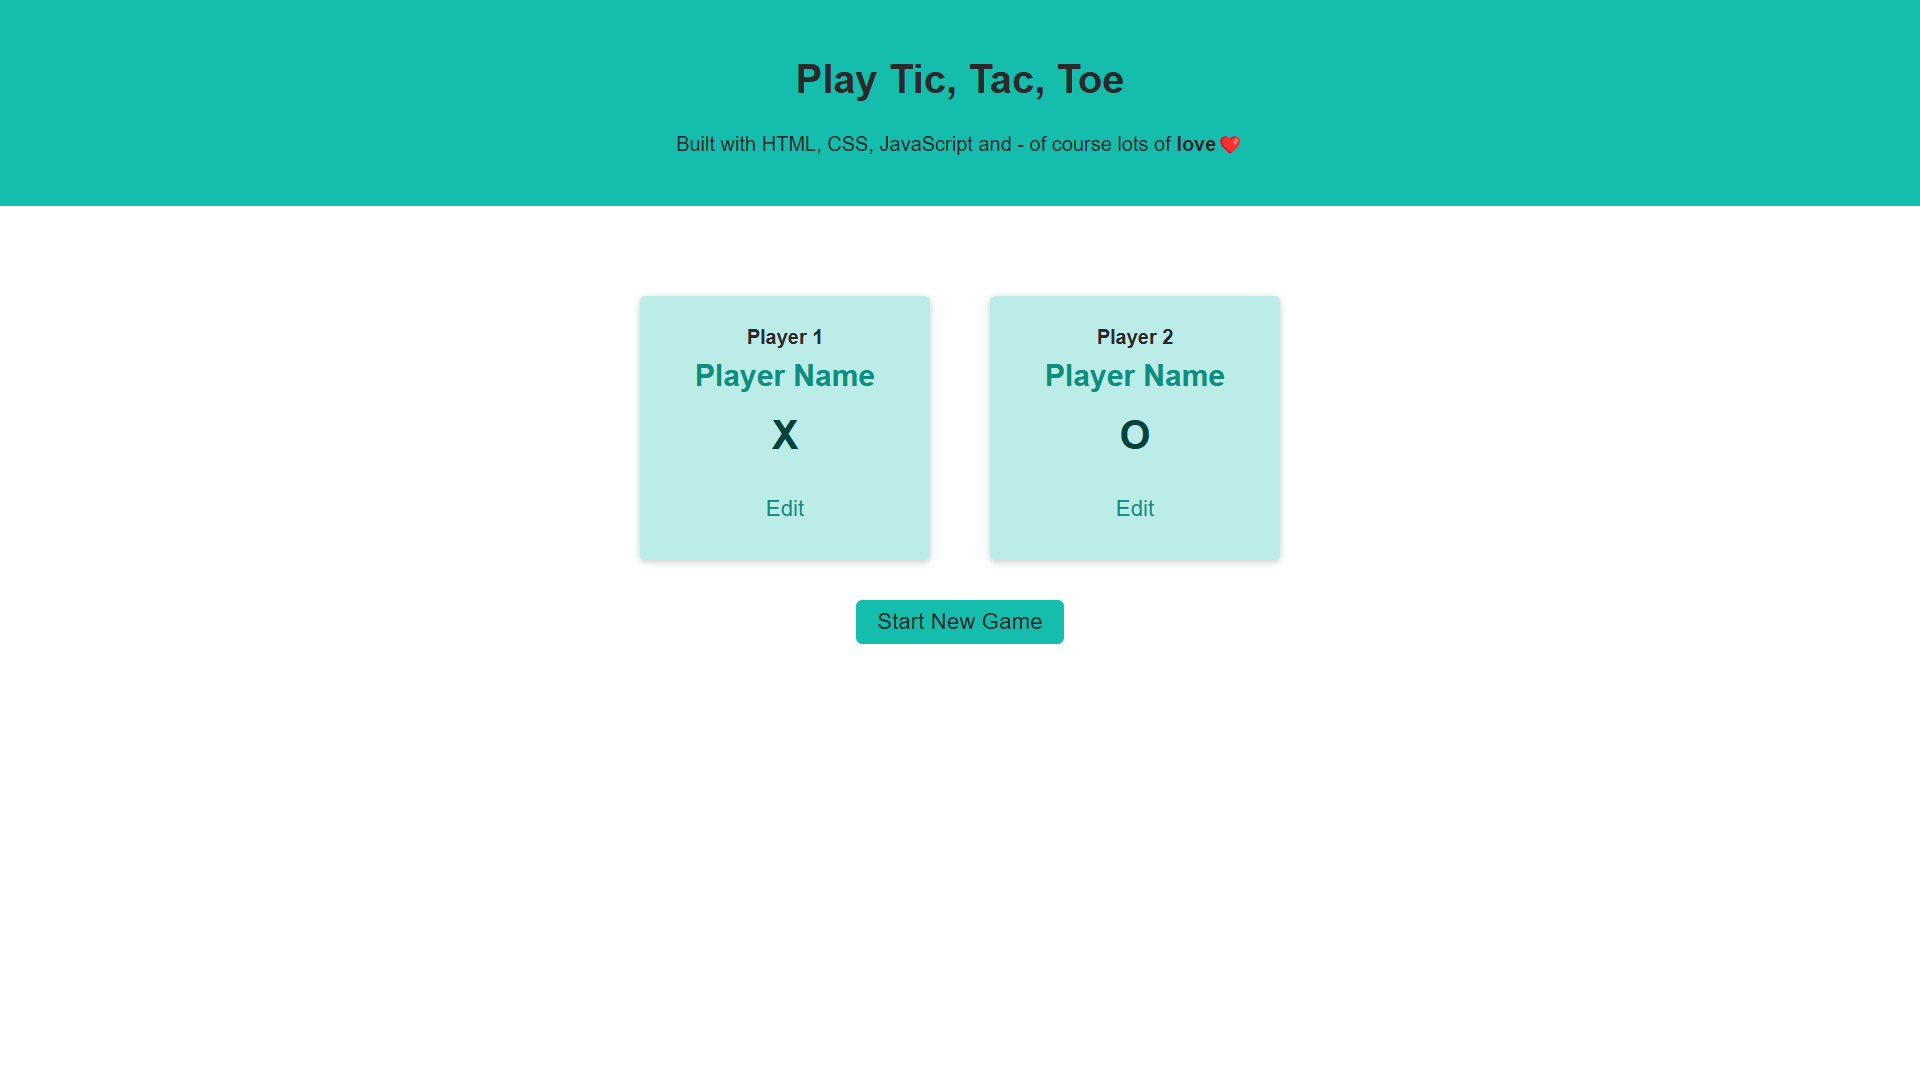 Play Tic, Tac, Toe
Built with HTML, CSS, JavaScript and - of course lots of love ❤️
Player 1
Player Name
X
Edit
Player 2
Player Name
O
Edit
Start New Game